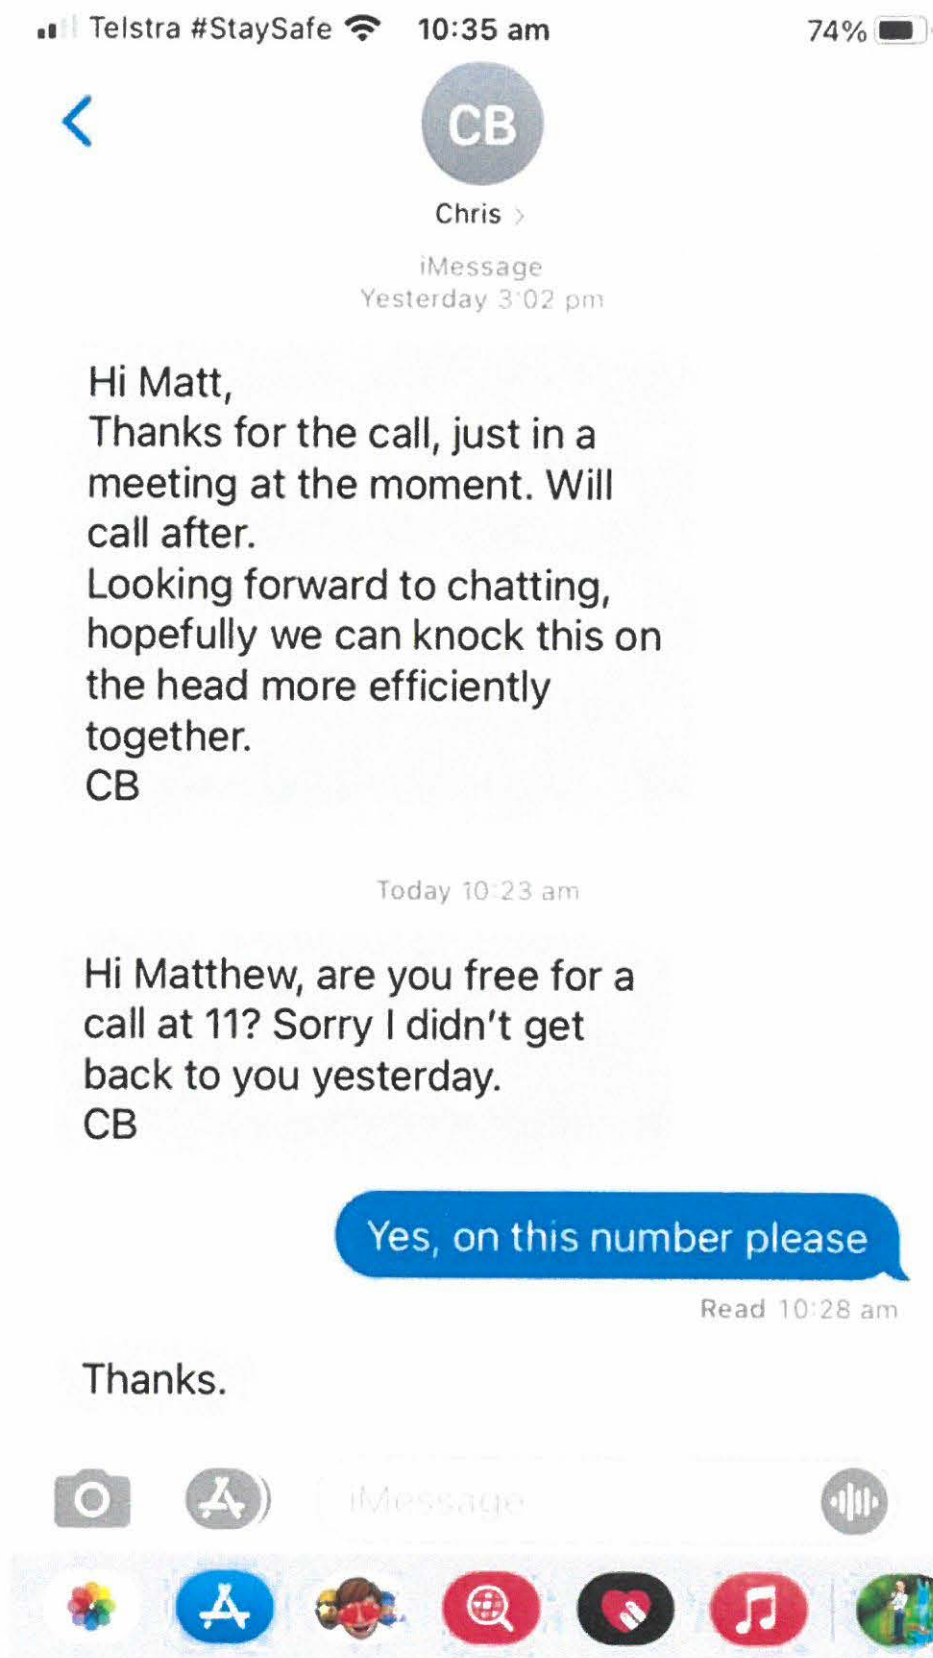 Telstra #StaySafe 10:35 am 74%
CB
Chris >
iMessage
Yesterday 3:02 pm
Hi Matt,
Thanks for the call, just in a
meeting at the moment. Will
call after.
Looking forward to chatting,
hopefully we can knock this on
the head more efficiently
together.
CB
Today 10:23 am
Hi Matthew, are you free for a
call at 11? Sorry I didn't get
back to you yesterday.
CB
Yes, on this number please
Read 10:28 am
Thanks.
iMessage